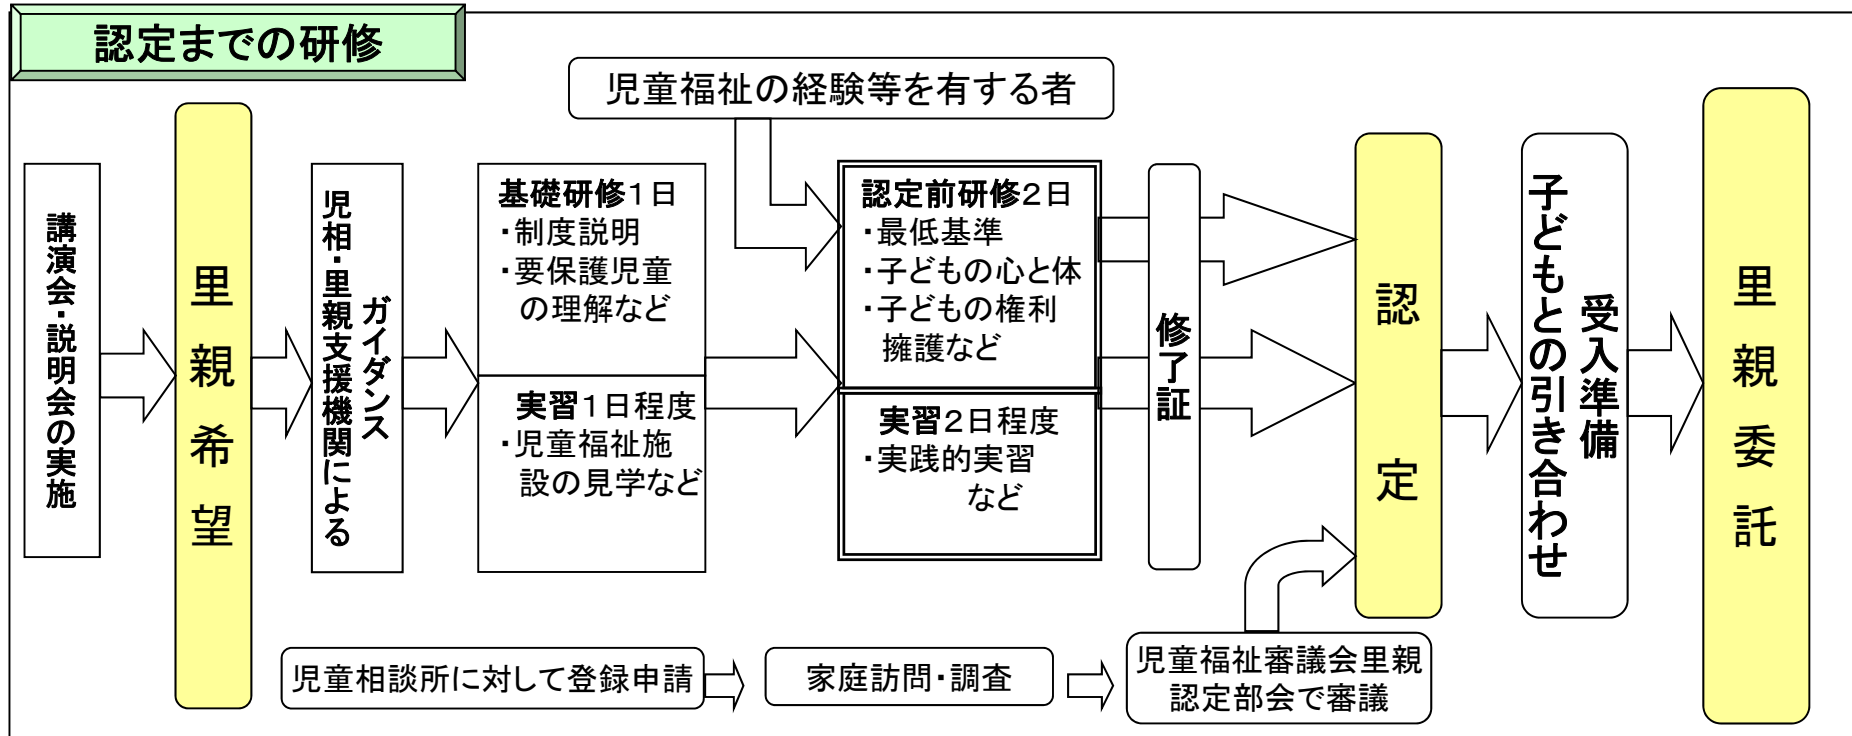 認定までの研修
児童福祉の経験等を有する者
講演会・説明会の実施
里親希望
児相・里親支援機関による
ガイダンス
基礎研修1日
・制度説明
・要保護児童
の理解など
実習1日程度
・児童福祉施
設の見学など
認定前研修2日
・最低基準
・子どもの心と体
・子どもの権利
擁護など
実習2日程度
・実践的実習
など
修了証
認定
受入準備
子どもとの引き合わせ
里親委託
児童相談所に対して登録申請
家庭訪問・調査
児童福祉審議会里親
認定部会で審議